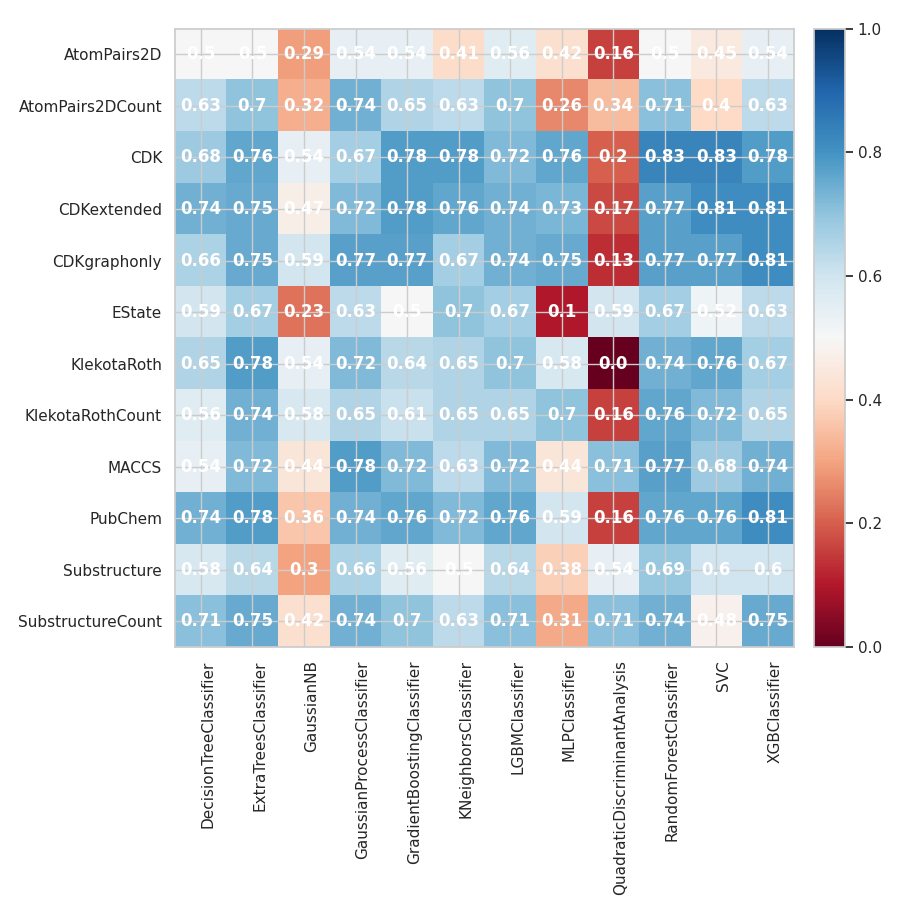 AtomPairs2D 0.5 0.5 0.29 0.54 0.54 0.41 0.56 0.42 0.16 0.5 0.45 0.54
AtomPairs2DCount 0.63 0.7 0.32 0.74 0.65 0.63 0.7 0.26 0.34 0.71 0.4 0.63
CDK 0.68 0.76 0.54 0.67 0.78 0.78 0.72 0.76 0.2 0.83 0.83 0.78
CDKextended 0.74 0.75 0.47 0.72 0.78 0.76 0.74 0.73 0.17 0.77 0.81 0.81
CDKgraphonly 0.66 0.75 0.59 0.77 0.77 0.67 0.74 0.75 0.13 0.77 0.77 0.81
EState 0.59 0.67 0.23 0.63 0.5 0.7 0.67 0.1 0.59 0.67 0.52 0.63
KlekotaRoth 0.65 0.78 0.54 0.72 0.64 0.65 0.7 0.58 0.0 0.74 0.76 0.67
KlekotaRothCount 0.56 0.74 0.58 0.65 0.61 0.65 0.65 0.7 0.16 0.76 0.72 0.65
MACCS 0.54 0.72 0.44 0.78 0.72 0.63 0.72 0.44 0.71 0.77 0.68 0.74
PubChem 0.74 0.78 0.36 0.74 0.76 0.72 0.76 0.59 0.16 0.76 0.76 0.81
Substructure 0.58 0.64 0.3 0.66 0.56 0.5 0.64 0.38 0.54 0.69 0.6 0.6
SubstructureCount 0.71 0.75 0.42 0.74 0.7 0.63 0.71 0.31 0.71 0.74 0.48 0.75
DecisionTreeClassifier
ExtraTreesClassifier
GaussianNB
GaussianProcessClassifier
GradientBoostingClassifier
KNeighborsClassifier
LGBMClassifier
MLPClassifier
QuadraticDiscriminantAnalysis
RandomForestClassifier
SVC
XGBClassifier
1.0
0.8
0.6
0.4
0.2
0.0